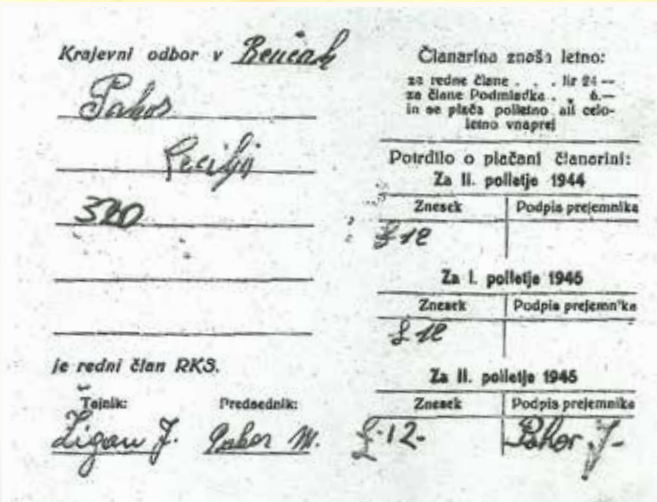 Krajevni odbor v
Pahor
Cecilija
320
je redni član RKS.
Tajnik: Predsednik:
Žigon J. Pahor M.
Članarina znaša letno:
za redne člane . . . lir 24 —
za člane Podmladka . . „ 6.—
in se plača polletno ali celo-
letno vnaprej
Potrdilo o plačani članarini:
Za II. polletje 1944
Znesek Podpis prejemnika
£ 12
Za I. polletje 1945
Znesek Podpis prejemn'ka
£ 12
Za II. polletje 1945
Znesek Podpis prejemnika
£ 12- Pahor J-